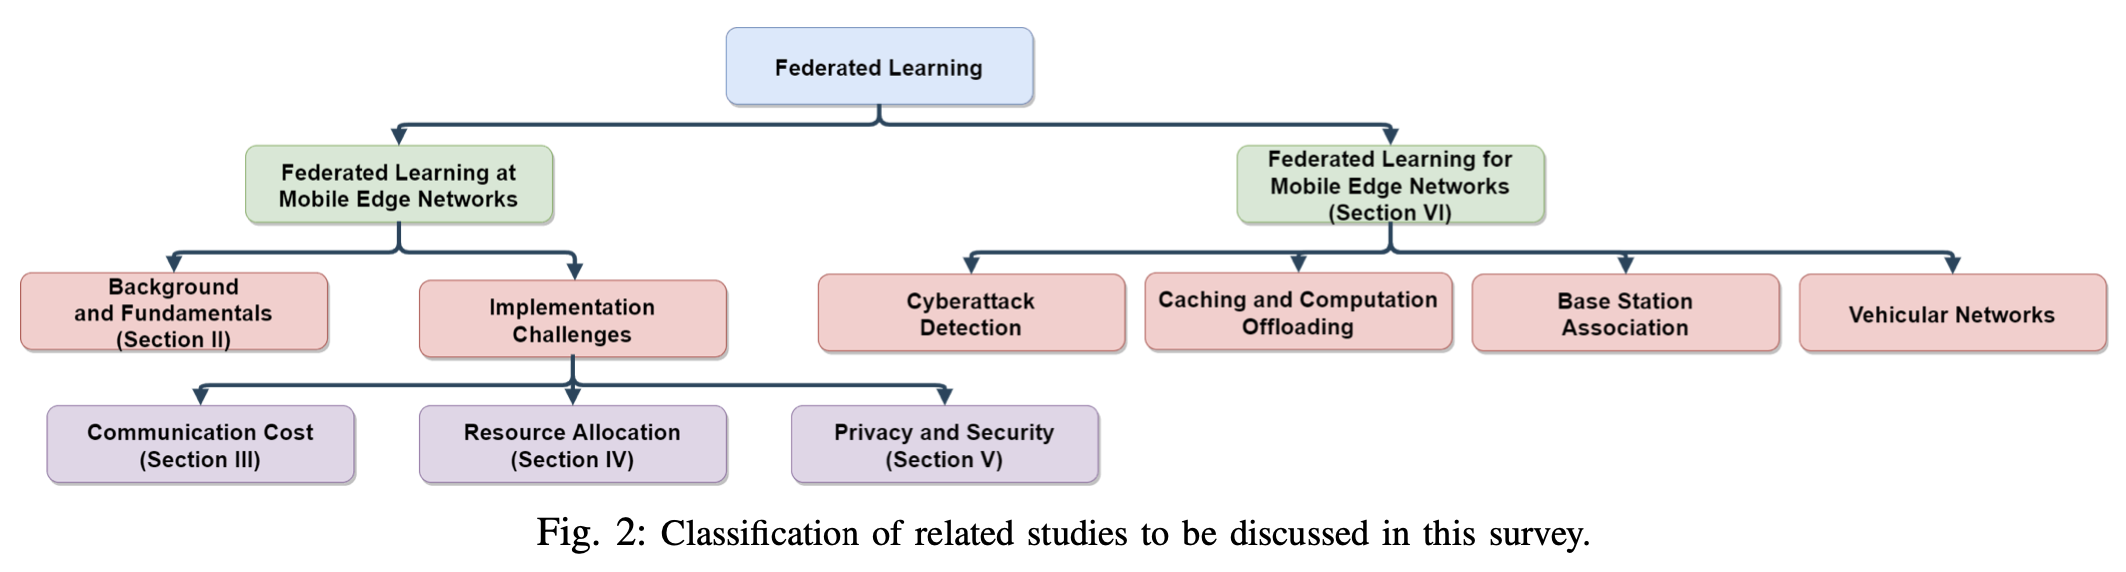 Federated Learning
Federated Learning at
Mobile Edge Networks
Federated Learning for
Mobile Edge Networks
(Section VI)
Background
and Fundamentals
(Section II)
Implementation
Challenges
Cyberattack
Detection
Caching and Computation
Offloading
Base Station
Association
Vehicular Networks
Communication Cost
(Section III)
Resource Allocation
(Section IV)
Privacy and Security
(Section V)
Fig. 2: Classification of related studies to be discussed in this survey.